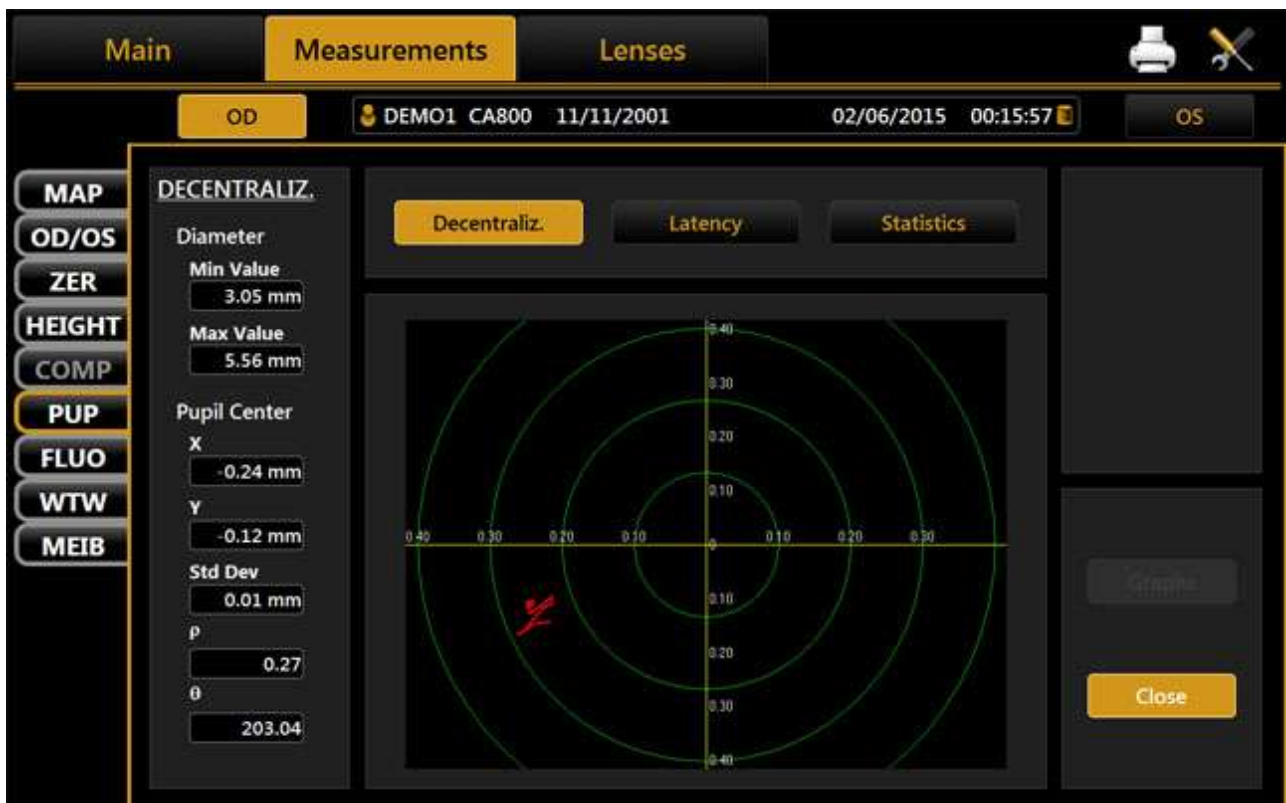 Main Measurements Lenses
OD DEMO1 CA800 11/11/2001 02/06/2015 00:15:57 OS
MAP
OD/OS
ZER
HEIGHT
COMP
PUP
FLUO
WTW
MEIB
DECENTRALIZ.
Diameter
Min Value
3.05 mm
Max Value
5.56 mm
Pupil Center
X
-0.24 mm
Y
-0.12 mm
Std Dev
0.01 mm
ρ
0.27
θ
203.04
Decentraliz. Latency Statistics
0.40
0.30
0.20
0.10
0.40 0.30 0.20 0.10 0 0.10 0.20 0.30
0.10
0.20
0.30
0.40
Graphs
Close